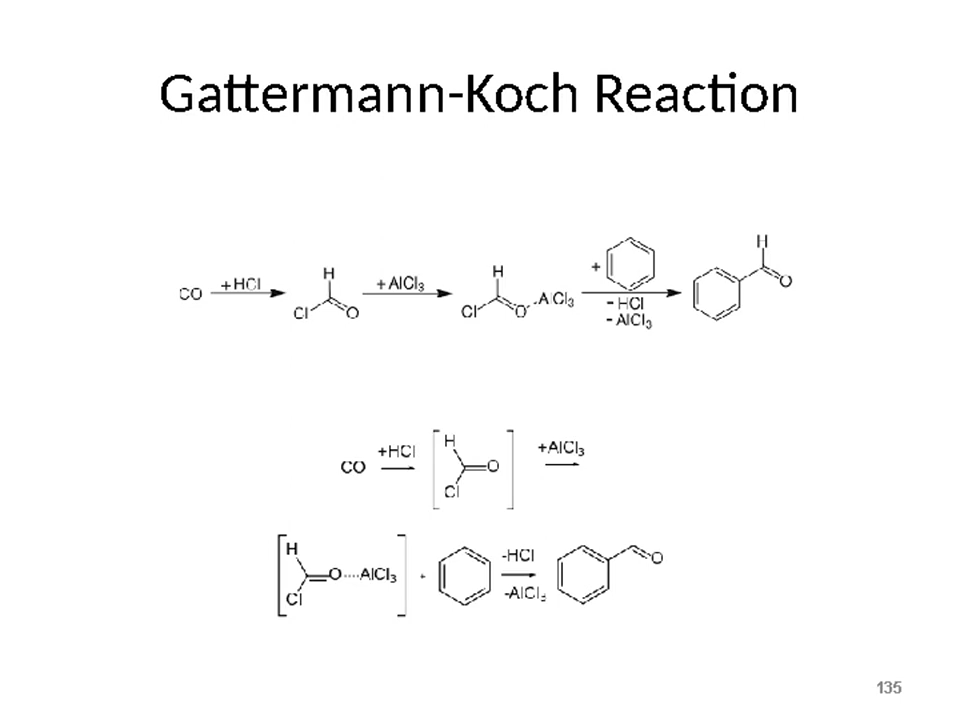 Gattermann-Koch Reaction
CO +HCl H Cl O +AlCl₃ H Cl O AlCl₃ + - HCl - AlCl₃ H O
CO +HCl H O Cl +AlCl₃
H O AlCl₃ Cl + -HCl -AlCl₃ O
135